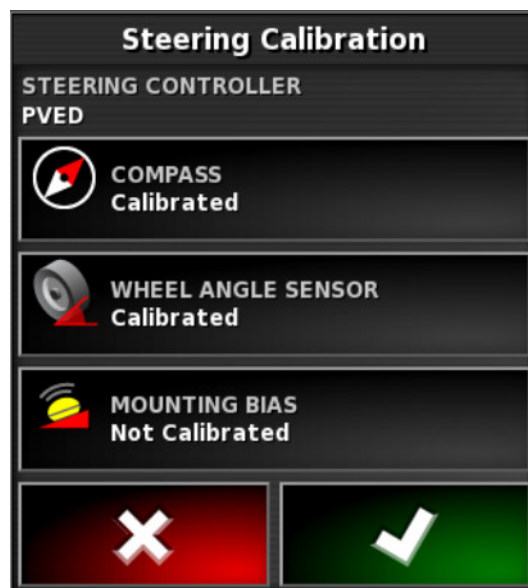 Steering Calibration
STEERING CONTROLLER
PVED
COMPASS
Calibrated
WHEEL ANGLE SENSOR
Calibrated
MOUNTING BIAS
Not Calibrated